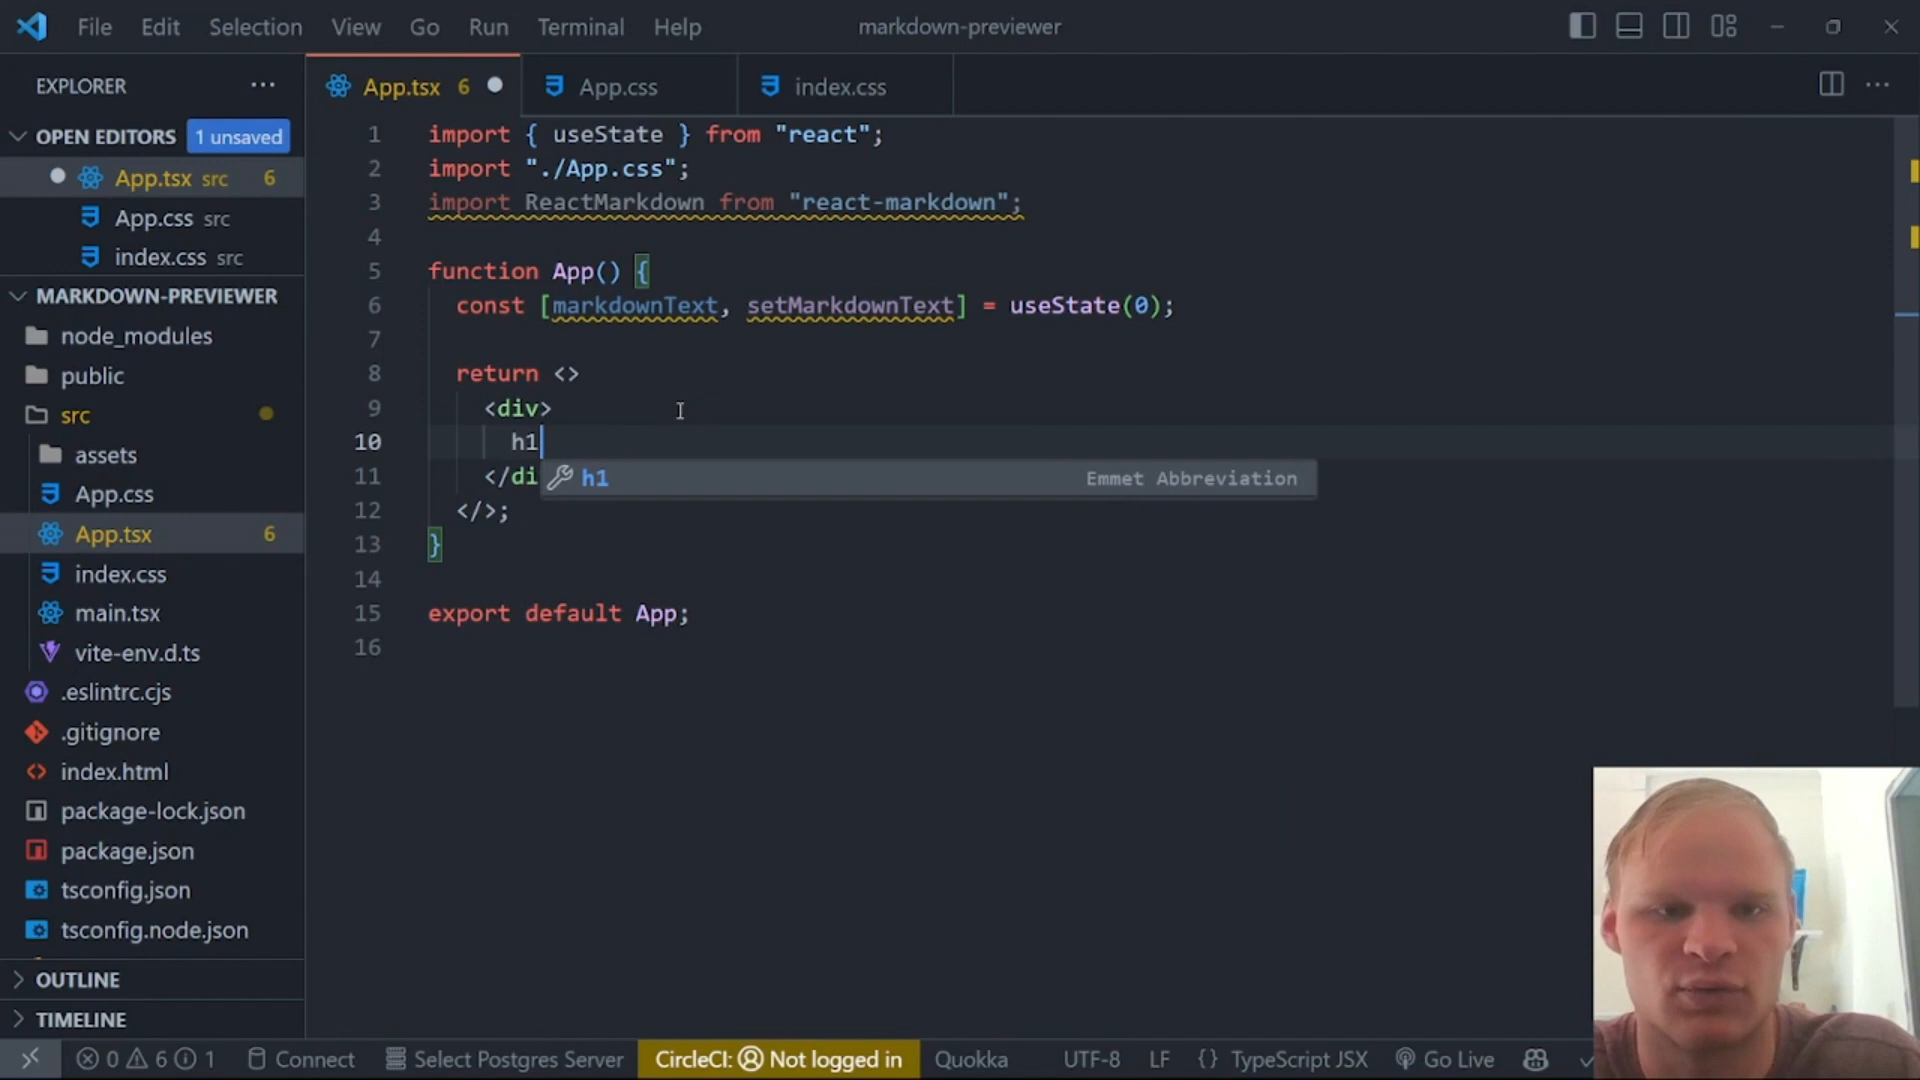 File Edit Selection View Go Run Terminal Help markdown-previewer
EXPLORER ···
App.tsx 6 App.css index.css
OPEN EDITORS 1 unsaved
App.tsx src 6
App.css src
index.css src
MARKDOWN-PREVIEWER
node_modules
public
src
assets
App.css
App.tsx 6
index.css
main.tsx
vite-env.d.ts
.eslintrc.cjs
.gitignore
index.html
package-lock.json
package.json
tsconfig.json
tsconfig.node.json
OUTLINE
TIMELINE
1 import { useState } from "react";
2 import "./App.css";
3 import ReactMarkdown from "react-markdown";
4
5 function App() {
6 const [markdownText, setMarkdownText] = useState(0);
7
8 return <>
9 <div>
10 h1
h1 Emmet Abbreviation
11 </di
12 </>;
13 }
14
15 export default App;
16
0 6 1 Connect Select Postgres Server CircleCI: Not logged in Quokka UTF-8 LF {} TypeScript JSX Go Live